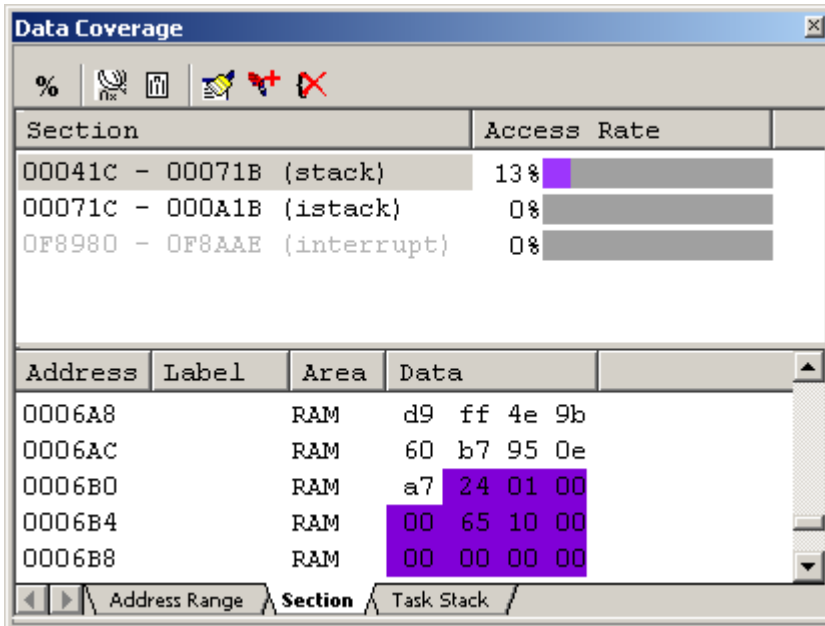 Data Coverage
%
Section Access Rate
00041C - 00071B (stack) 13%
00071C - 000A1B (istack) 0%
0F8980 - 0F8AAE (interrupt) 0%
Address Label Area Data
0006A8 RAM d9 ff 4e 9b
0006AC RAM 60 b7 95 0e
0006B0 RAM a7 24 01 00
0006B4 RAM 00 65 10 00
0006B8 RAM 00 00 00 00
Address Range Section Task Stack